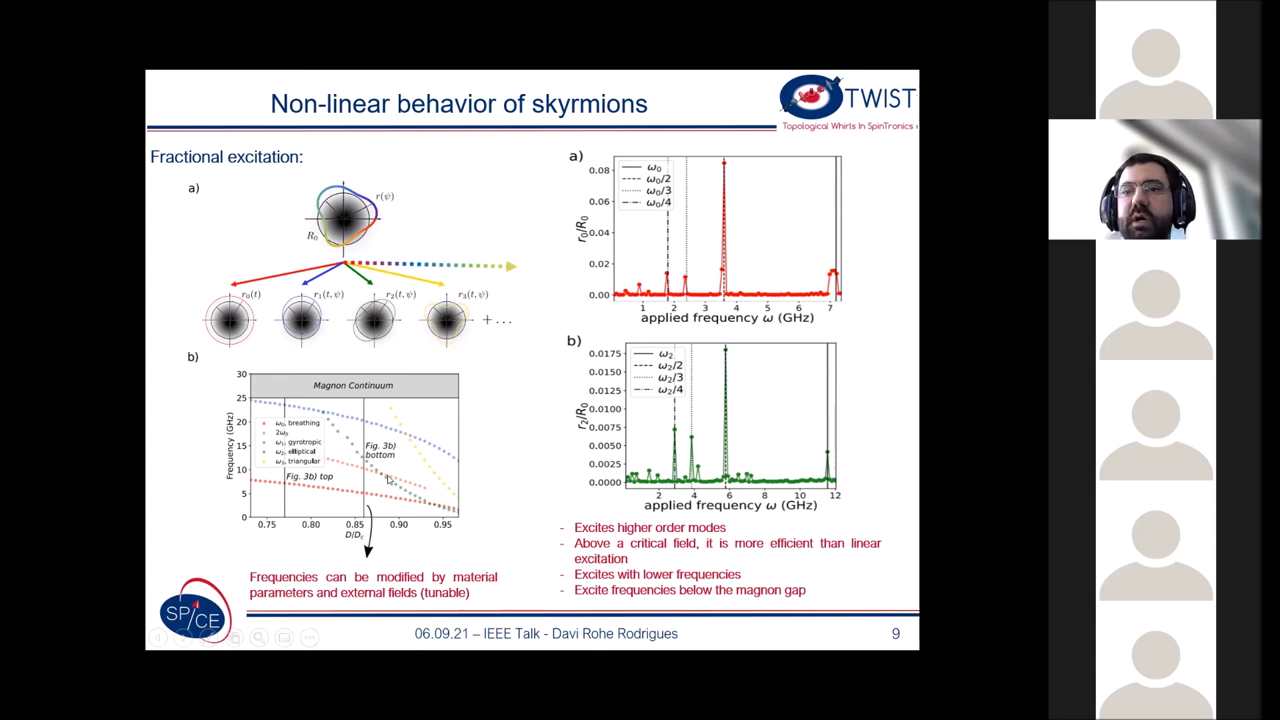 Non-linear behavior of skyrmions
TWIST
Topological Whirls In SpinTronics
Fractional excitation:
a)
r(ψ)
R₀
r₀(t)
r₁(t, ψ)
r₂(t, ψ)
r₃(t, ψ)
+ ...
b)
30
25
20
15
10
5
0
Frequency (GHz)
Magnon Continuum
ω₀, breathing
2ω₀
ω₁, gyrotropic
ω₂, elliptical
ω₃, triangular
Fig. 3b) top
Fig. 3b)
bottom
0.75
0.80
0.85
0.90
0.95
D/D_c
Frequencies can be modified by material
parameters and external fields (tunable)
a)
0.08
0.06
0.04
0.02
0.00
r₀/R₀
ω₀
ω₀/2
ω₀/3
ω₀/4
1 2 3 4 5 6 7
applied frequency ω (GHz)
b)
0.0175
0.0150
0.0125
0.0100
0.0075
0.0050
0.0025
0.0000
r₂/R₀
ω₂
ω₂/2
ω₂/3
ω₂/4
2 4 6 8 10 12
applied frequency ω (GHz)
- Excites higher order modes
- Above a critical field, it is more efficient than linear
excitation
- Excites with lower frequencies
- Excite frequencies below the magnon gap
SPICE
06.09.21 – IEEE Talk - Davi Rohe Rodrigues
9